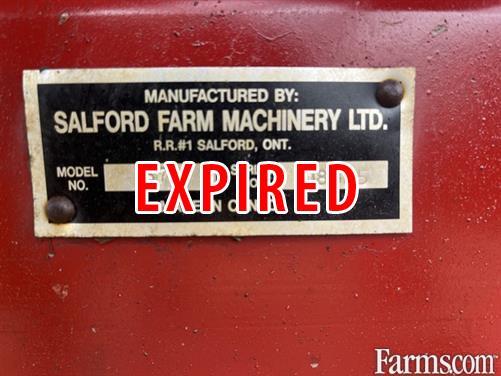 MANUFACTURED BY:
SALFORD FARM MACHINERY LTD.
R.R.#1 SALFORD, ONT.
MODEL
NO.
EXPIRED
Farms.com